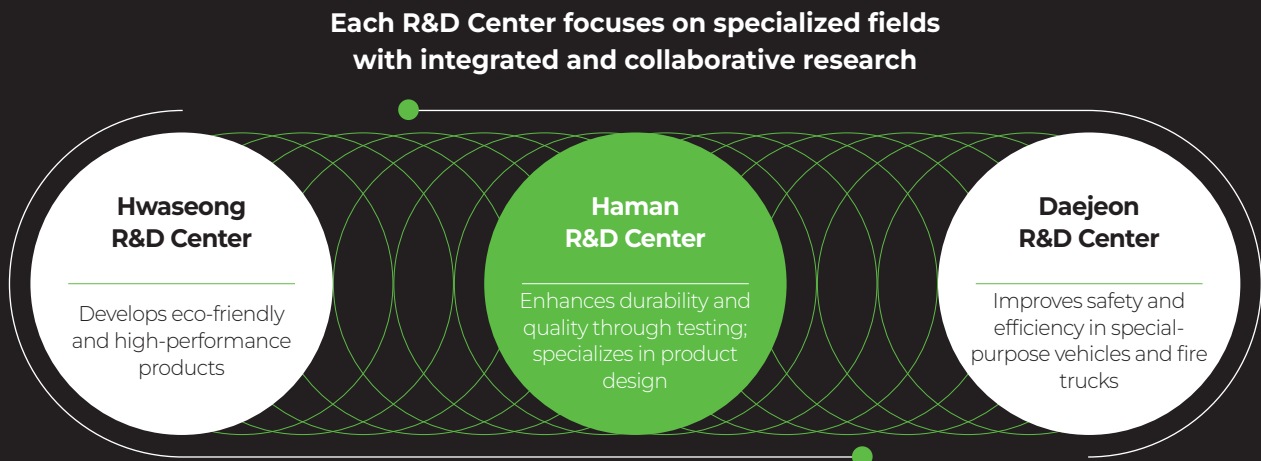 Each R&D Center focuses on specialized fields
with integrated and collaborative research
Hwaseong
R&D Center
Develops eco-friendly
and high-performance
products
Haman
R&D Center
Enhances durability and
quality through testing;
specializes in product
design
Daejeon
R&D Center
Improves safety and
efficiency in special-
purpose vehicles and fire
trucks